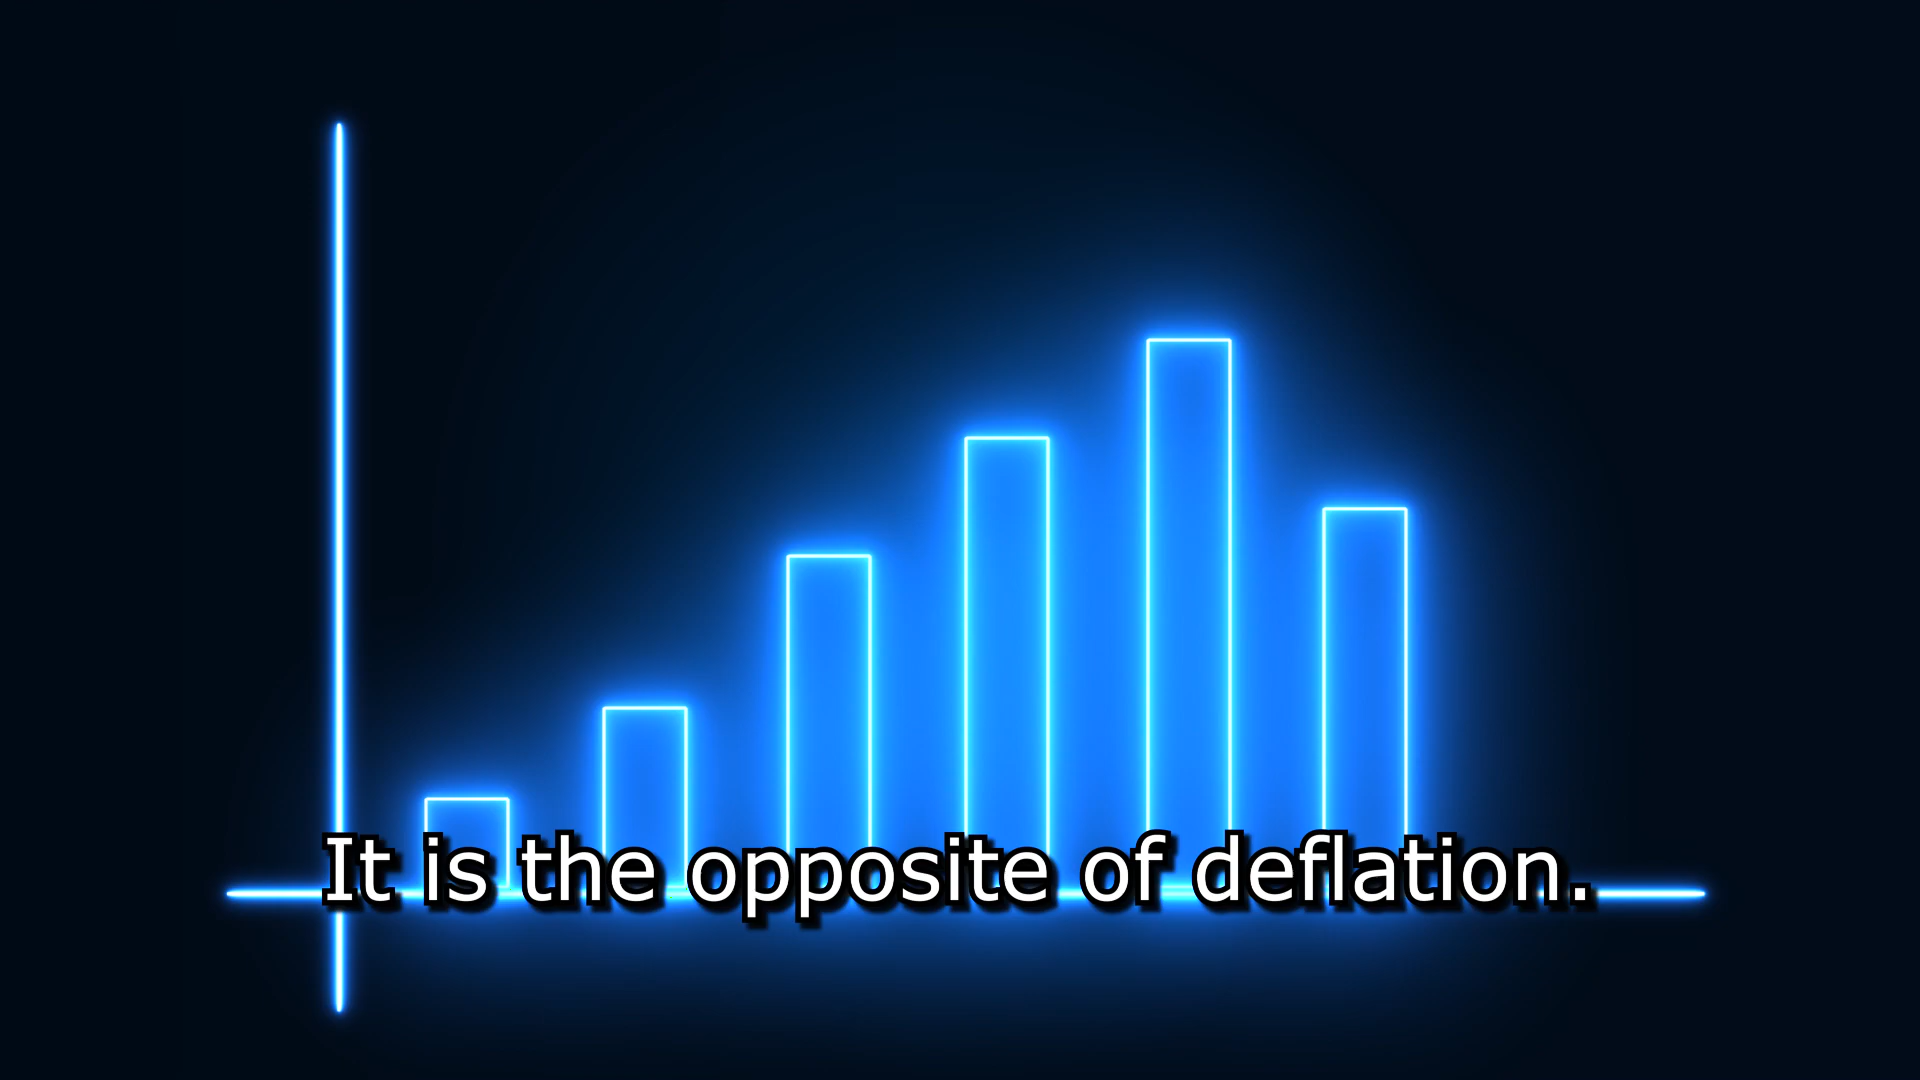 It is the opposite of deflation.